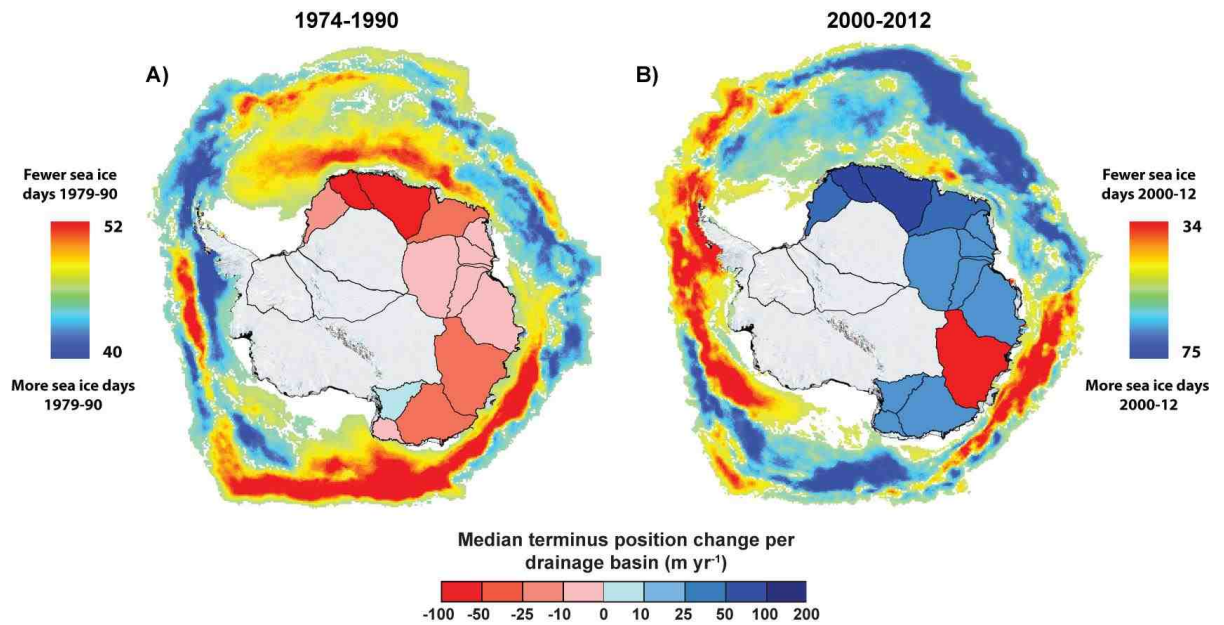 1974-1990
2000-2012
A)
B)
Fewer sea ice
days 1979-90
52
40
More sea ice days
1979-90
Fewer sea ice
days 2000-12
34
75
More sea ice days
2000-12
Median terminus position change per
drainage basin (m yr⁻¹)
-100 -50 -25 -10 0 10 25 50 100 200